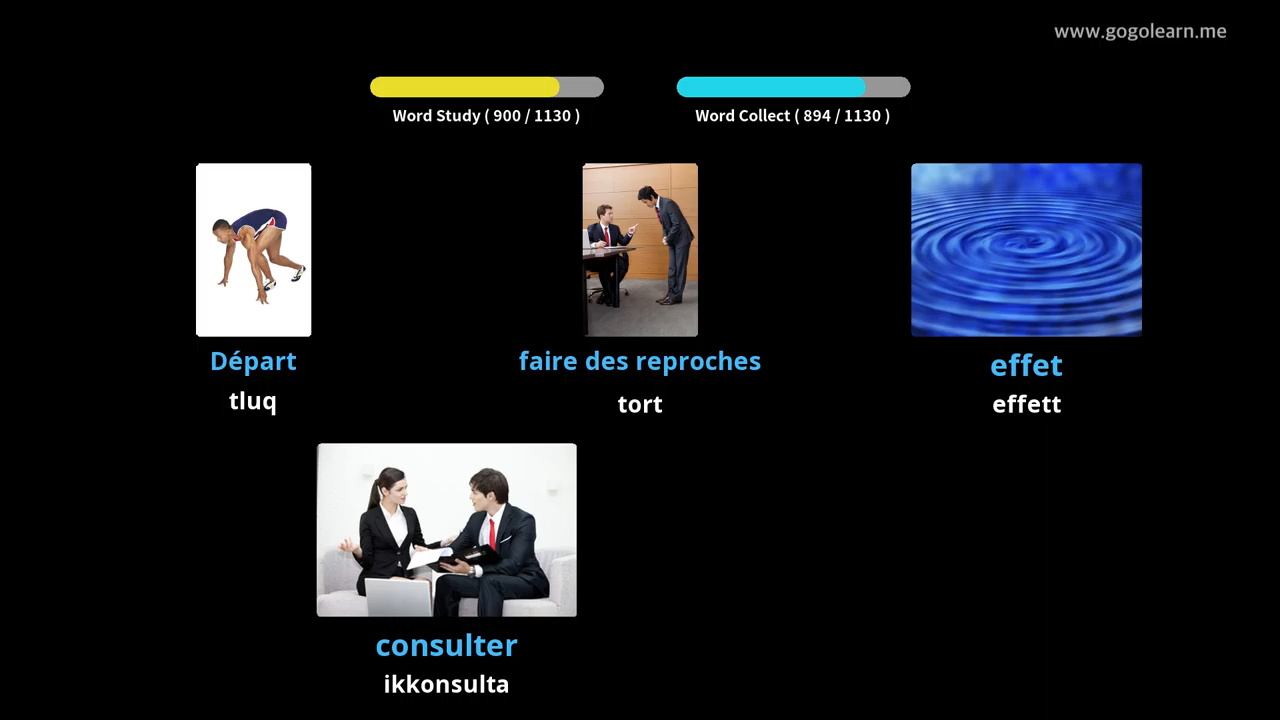 www.gogolearn.me
Word Study ( 900 / 1130 )
Word Collect ( 894 / 1130 )
Départ
tluq
faire des reproches
tort
effet
effett
consulter
ikkonsulta